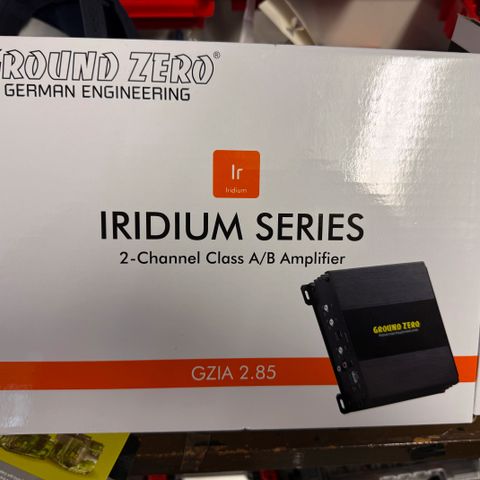 GROUND ZERO®
GERMAN ENGINEERING
Ir
Iridium
IRIDIUM SERIES
2-Channel Class A/B Amplifier
GROUND ZERO
GZIA 2.85